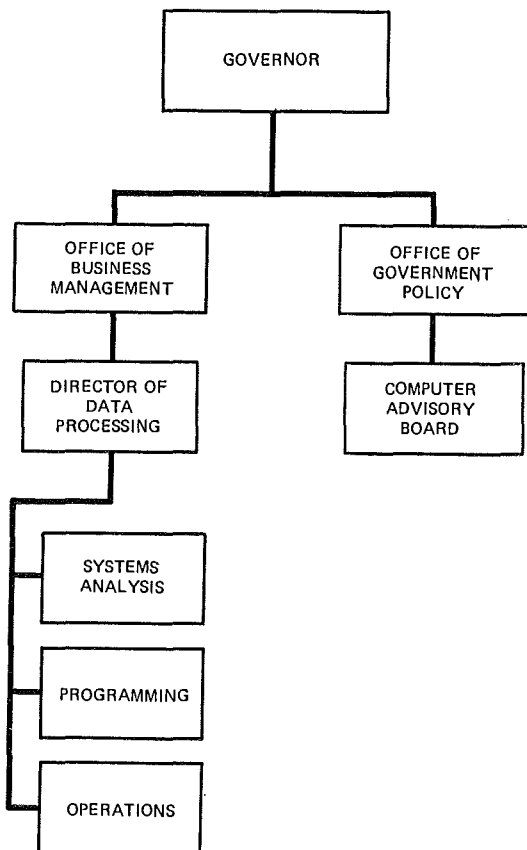 GOVERNOR
OFFICE OF
BUSINESS
MANAGEMENT
OFFICE OF
GOVERNMENT
POLICY
DIRECTOR OF
DATA
PROCESSING
COMPUTER
ADVISORY
BOARD
SYSTEMS
ANALYSIS
PROGRAMMING
OPERATIONS